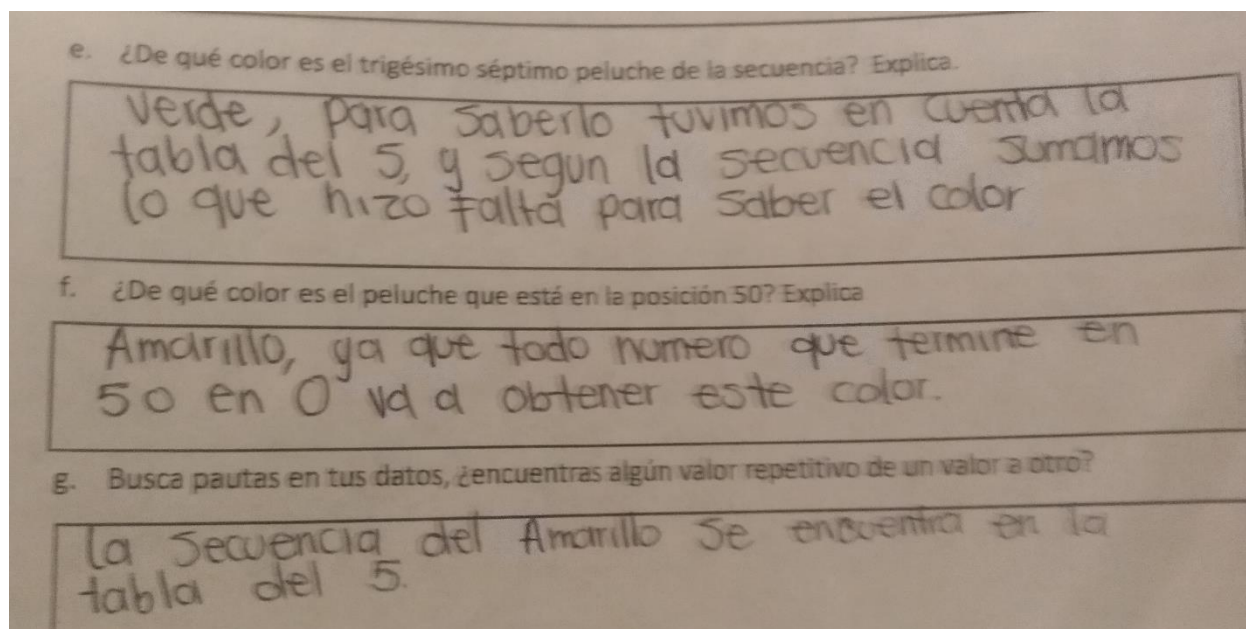 e. ¿De qué color es el trigésimo séptimo peluche de la secuencia? Explica.
Verde, para saberlo tuvimos en cuenta la
tabla del 5, y segun la secuencia sumamos
lo que hizo falta para saber el color
f. ¿De qué color es el peluche que está en la posición 50? Explica
Amarillo, ya que todo numero que termine en
50 en 0 va a obtener este color.
g. Busca pautas en tus datos, ¿encuentras algún valor repetitivo de un valor a otro?
la secuencia del Amarillo se encuentra en la
tabla del 5.